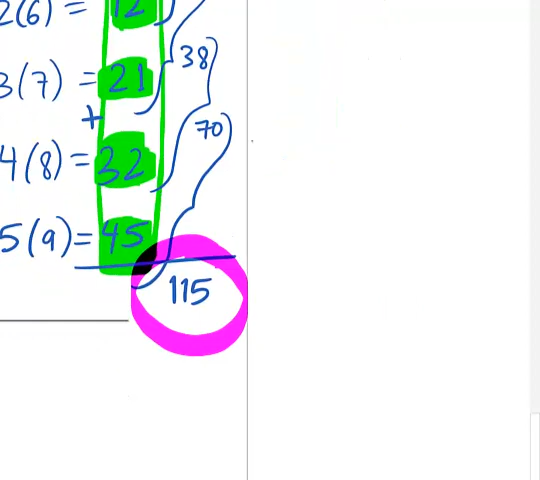 2(6) = 12
38
3(7) = 21
+
70
4(8) = 32
5(9) = 45
115